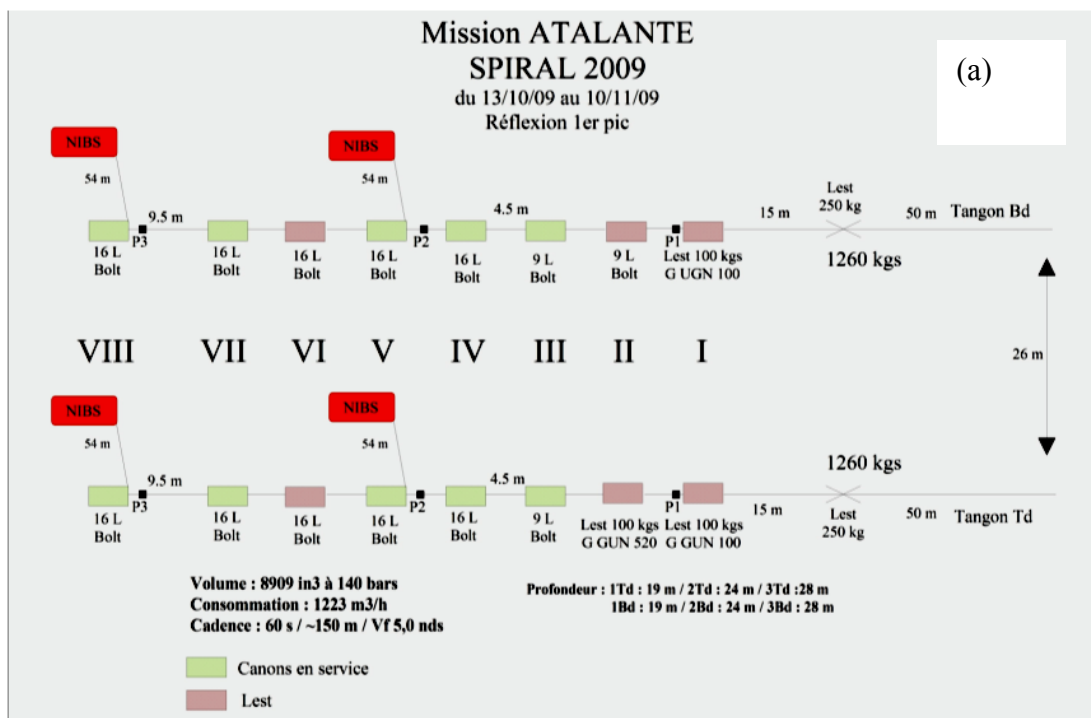 Mission ATALANTE
SPIRAL 2009
du 13/10/09 au 10/11/09
Réflexion 1er pic
(a)
NIBS
NIBS
54 m
54 m
9.5 m
4.5 m
15 m
Lest
250 kg
50 m
Tangon Bd
P3
P2
P1
16 L
Bolt
16 L
Bolt
16 L
Bolt
16 L
Bolt
16 L
Bolt
9 L
Bolt
9 L
Bolt
Lest 100 kgs
G UGN 100
1260 kgs
VIII
VII
VI
V
IV
III
II
I
26 m
NIBS
NIBS
54 m
54 m
1260 kgs
9.5 m
4.5 m
15 m
Lest
250 kg
50 m
Tangon Td
P3
P2
P1
16 L
Bolt
16 L
Bolt
16 L
Bolt
16 L
Bolt
16 L
Bolt
9 L
Bolt
Lest 100 kgs
G GUN 520
Lest 100 kgs
G GUN 100
Volume : 8909 in3 à 140 bars
Consommation : 1223 m3/h
Cadence : 60 s / ~150 m / Vf 5,0 nds
Profondeur : 1Td : 19 m / 2Td : 24 m / 3Td :28 m
1Bd : 19 m / 2Bd : 24 m / 3Bd : 28 m
Canons en service
Lest